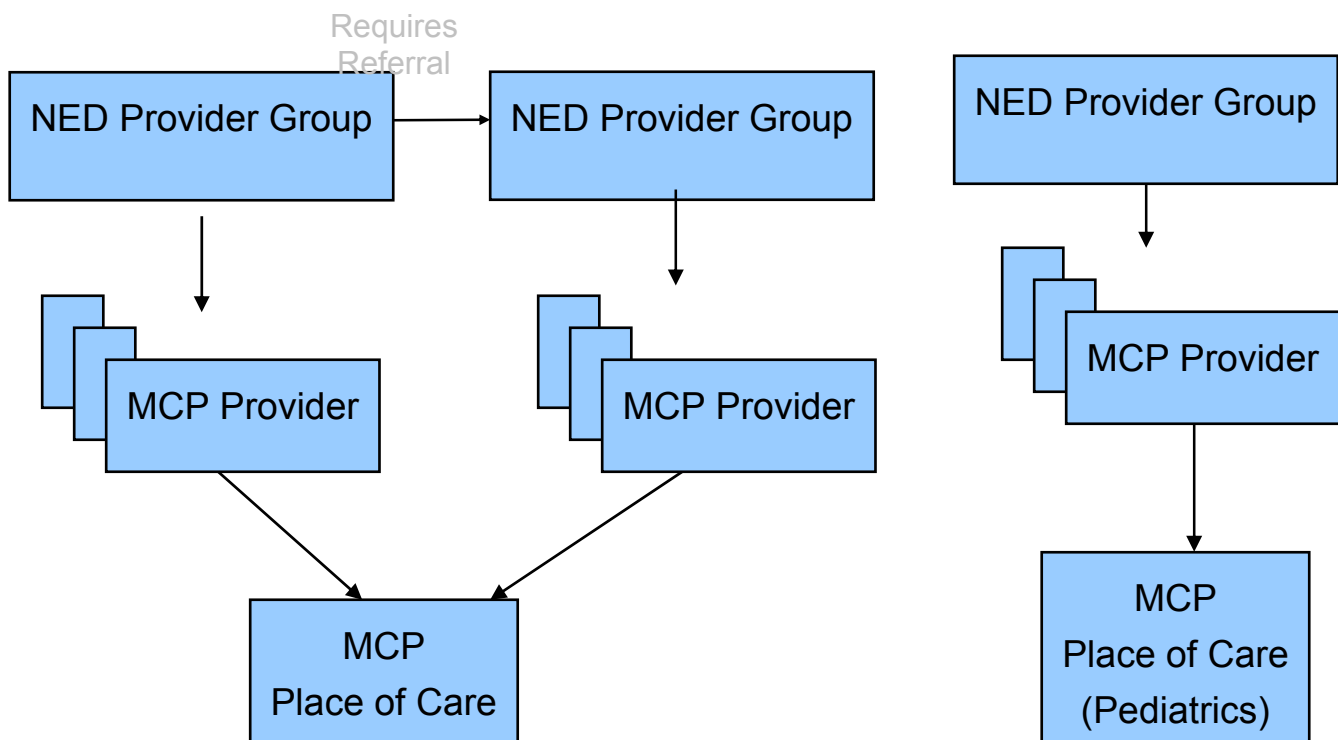 Requires
Referral
NED Provider Group
NED Provider Group
NED Provider Group
MCP Provider
MCP Provider
MCP Provider
MCP
Place of Care
MCP
Place of Care
(Pediatrics)